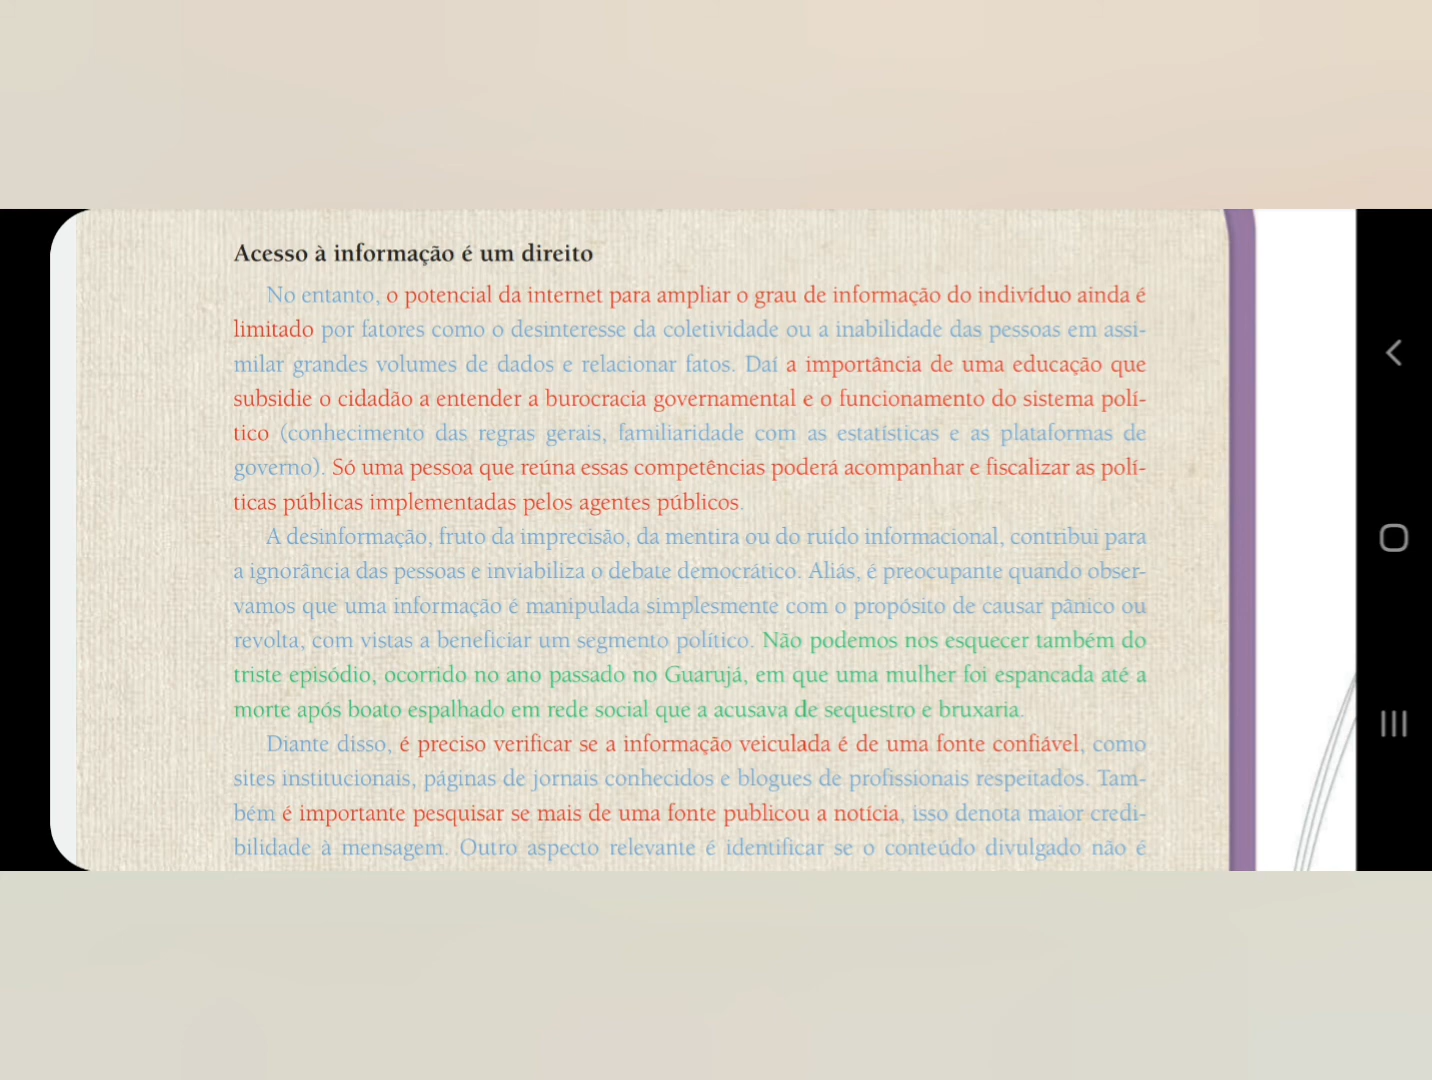 Acesso à informação é um direito
No entanto, o potencial da internet para ampliar o grau de informação do indivíduo ainda é
limitado por fatores como o desinteresse da coletividade ou a inabilidade das pessoas em assi-
milar grandes volumes de dados e relacionar fatos. Daí a importância de uma educação que
subsidie o cidadão a entender a burocracia governamental e o funcionamento do sistema polí-
tico (conhecimento das regras gerais, familiaridade com as estatísticas e as plataformas de
governo). Só uma pessoa que reúna essas competências poderá acompanhar e fiscalizar as polí-
ticas públicas implementadas pelos agentes públicos.
A desinformação, fruto da imprecisão, da mentira ou do ruído informacional, contribui para
a ignorância das pessoas e inviabiliza o debate democrático. Aliás, é preocupante quando obser-
vamos que uma informação é manipulada simplesmente com o propósito de causar pânico ou
revolta, com vistas a beneficiar um segmento político. Não podemos nos esquecer também do
triste episódio, ocorrido no ano passado no Guarujá, em que uma mulher foi espancada até a
morte após boato espalhado em rede social que a acusava de sequestro e bruxaria.
Diante disso, é preciso verificar se a informação veiculada é de uma fonte confiável, como
sites institucionais, páginas de jornais conhecidos e blogues de profissionais respeitados. Tam-
bém é importante pesquisar se mais de uma fonte publicou a notícia, isso denota maior credi-
bilidade à mensagem. Outro aspecto relevante é identificar se o conteúdo divulgado não é